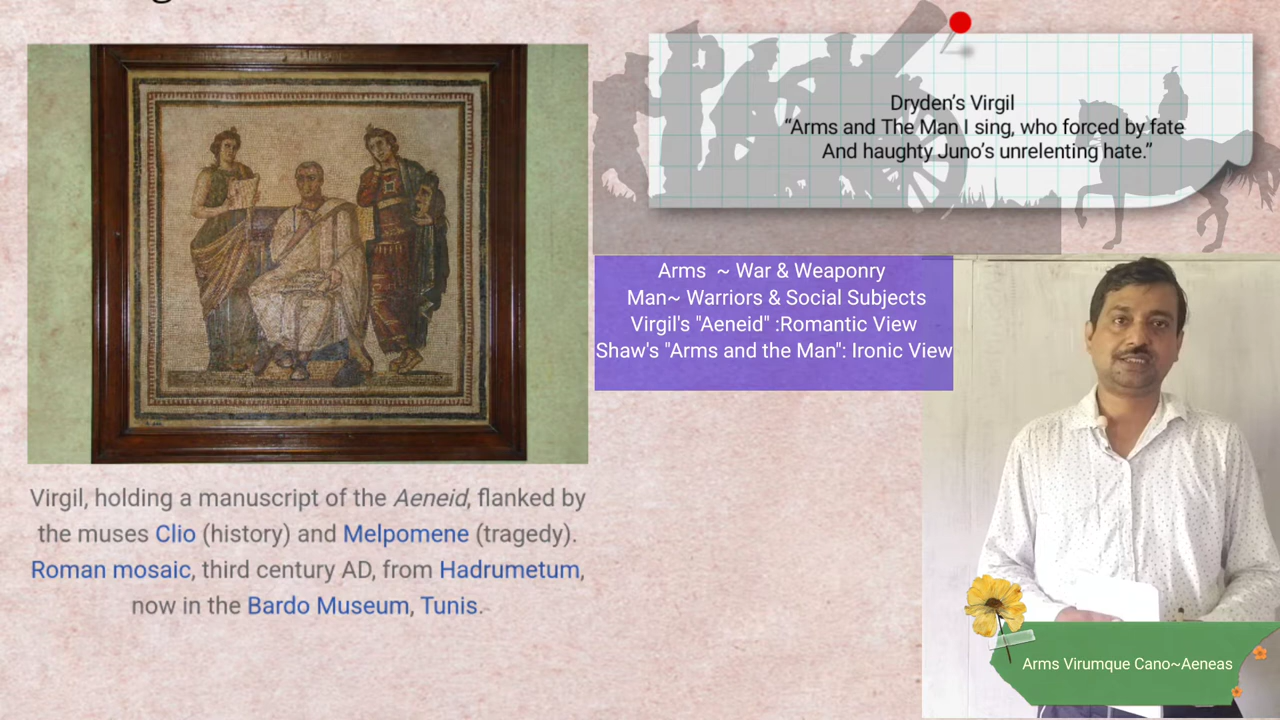 Dryden's Virgil
"Arms and The Man I sing, who forced by fate
And haughty Juno's unrelenting hate."
Arms ~ War & Weaponry
Man~ Warriors & Social Subjects
Virgil's "Aeneid" :Romantic View
Shaw's "Arms and the Man": Ironic View
Virgil, holding a manuscript of the Aeneid, flanked by
the muses Clio (history) and Melpomene (tragedy).
Roman mosaic, third century AD, from Hadrumetum,
now in the Bardo Museum, Tunis.
Arms Virumque Cano~Aeneas